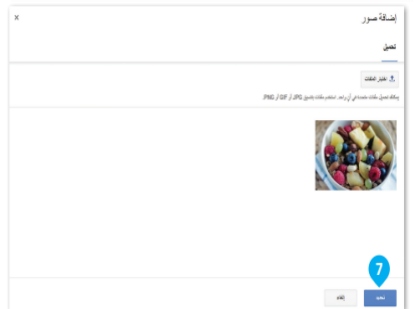 إضافة صور
×
تحميل
اختيار الملفات
يمكنك تحميل ملفات متعددة في آن واحد. استخدم ملفات بتنسيق JPG أو GIF أو PNG.
7
تحديد
إلغاء